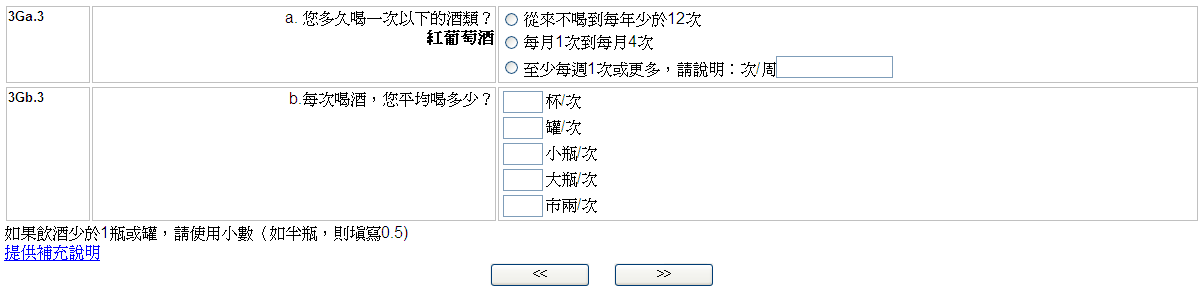 3Ga.3
a. 您多久喝一次以下的酒類？
紅葡萄酒
從來不喝到每年少於12次
每月1次到每月4次
至少每週1次或更多，請說明：次/周
3Gb.3
b.每次喝酒，您平均喝多少？
杯/次
罐/次
小瓶/次
大瓶/次
市兩/次
如果飲酒少於1瓶或罐，請使用小數（如半瓶，則填寫0.5)
提供補充說明
<< >>